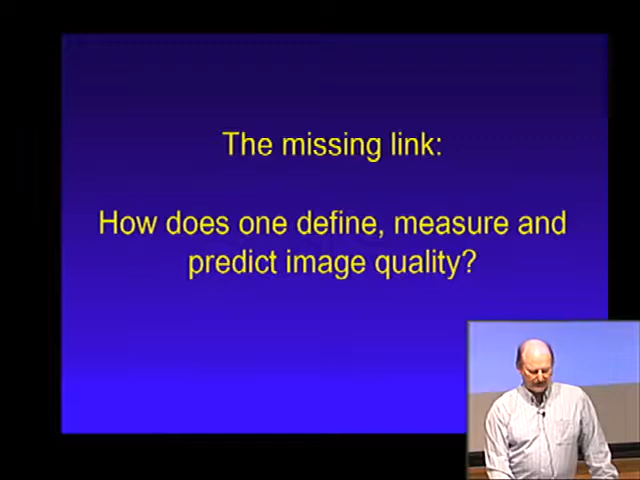 The missing link:
How does one define, measure and
predict image quality?